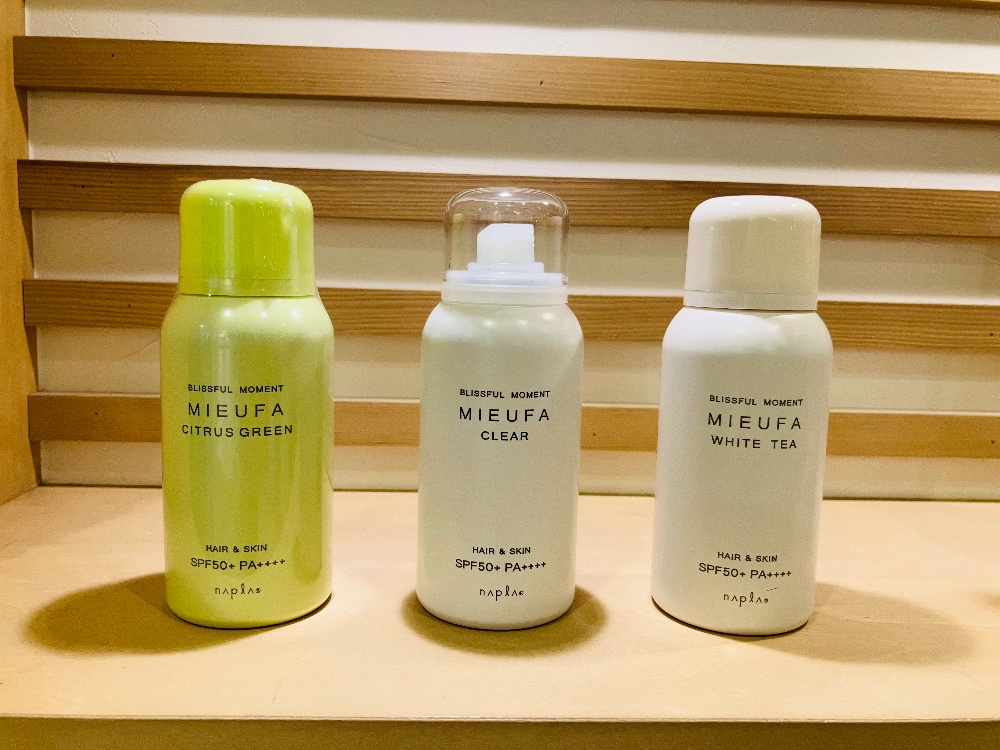 BLISSFUL MOMENT
MIEUFA
CITRUS GREEN
HAIR & SKIN
SPF50+ PA++++
napla®
BLISSFUL MOMENT
MIEUFA
CLEAR
HAIR & SKIN
SPF50+ PA++++
napla®
BLISSFUL MOMENT
MIEUFA
WHITE TEA
HAIR & SKIN
SPF50+ PA++++
napla®